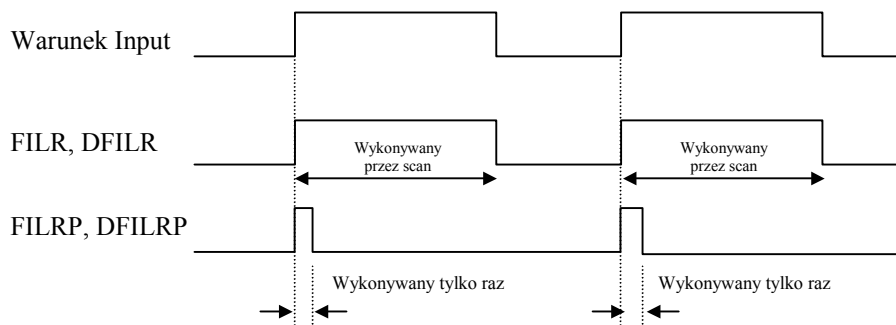 Warunek Input
FILR, DFILR
Wykonywany
przez scan
Wykonywany
przez scan
FILRP, DFILRP
Wykonywany tylko raz
Wykonywany tylko raz